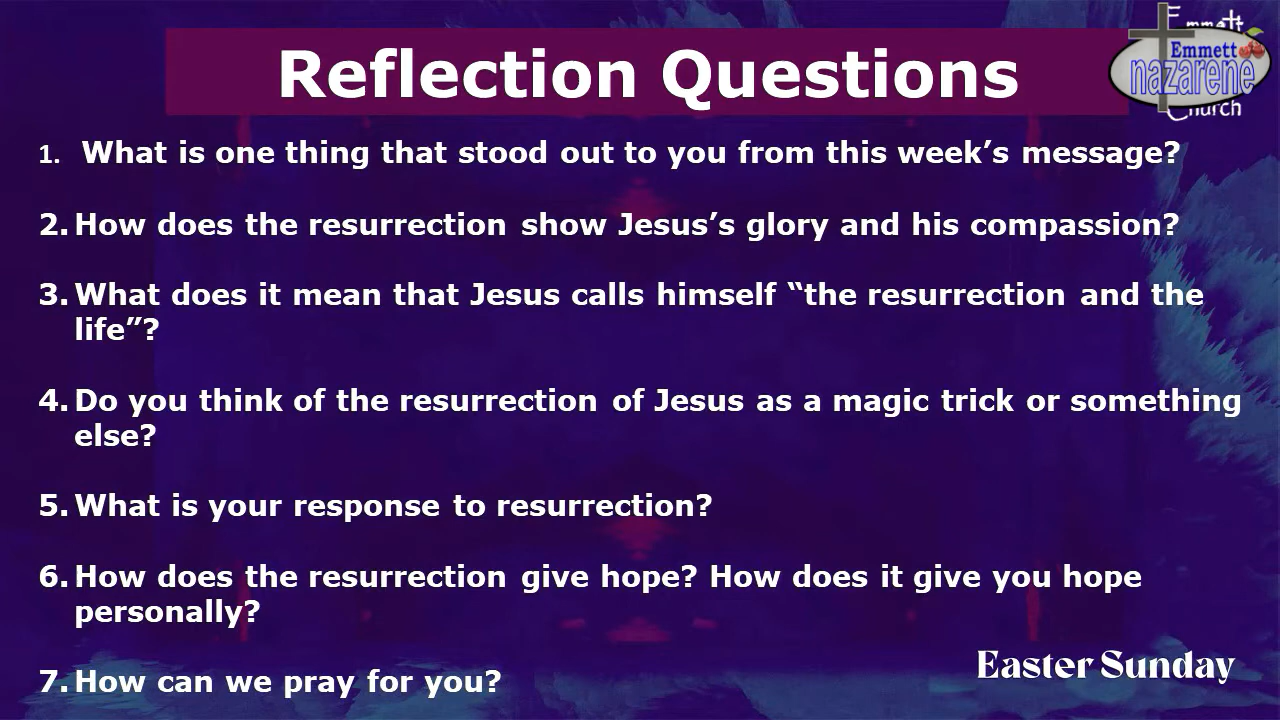 Emmett
Reflection Questions
Emmett
nazarene
Church
1. What is one thing that stood out to you from this week’s message?
2. How does the resurrection show Jesus’s glory and his compassion?
3. What does it mean that Jesus calls himself “the resurrection and the
life”?
4. Do you think of the resurrection of Jesus as a magic trick or something
else?
5. What is your response to resurrection?
6. How does the resurrection give hope? How does it give you hope
personally?
7. How can we pray for you?
Easter Sunday